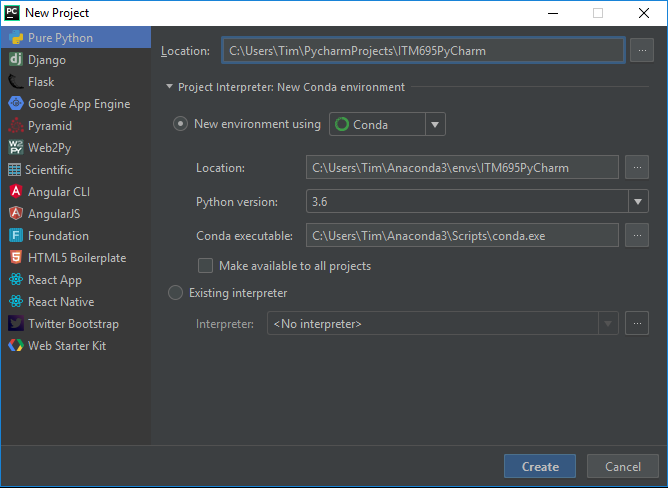 PC New Project
Pure Python
dj Django
Flask
Google App Engine
Pyramid
W2PY Web2Py
Scientific
Angular CLI
AngularJS
F Foundation
HTML5 Boilerplate
React App
React Native
Twitter Bootstrap
Web Starter Kit
Location: C:\Users\Tim\PycharmProjects\ITM695PyCharm ...
Project Interpreter: New Conda environment
New environment using Conda
Location: C:\Users\Tim\Anaconda3\envs\ITM695PyCharm ...
Python version: 3.6
Conda executable: C:\Users\Tim\Anaconda3\Scripts\conda.exe ...
Make available to all projects
Existing interpreter
Interpreter: <No interpreter> ...
Create Cancel